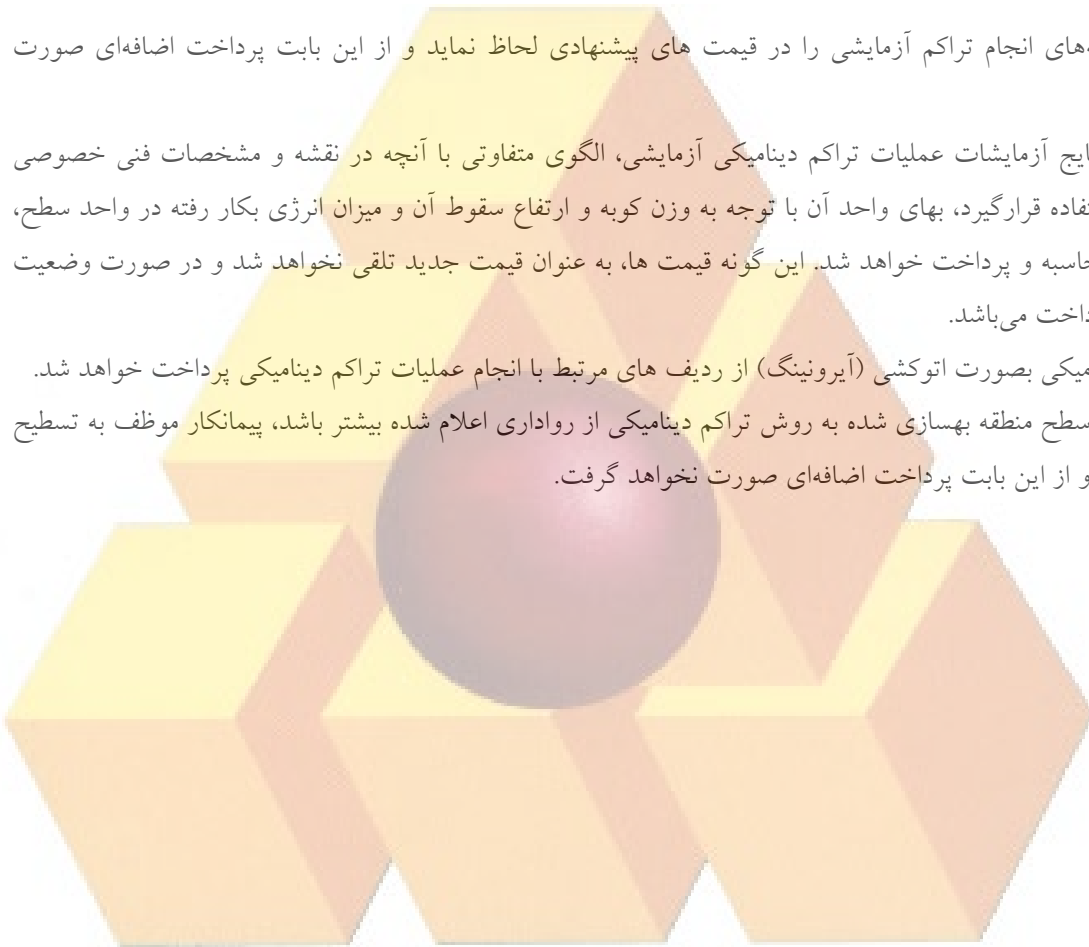 های انجام تراکم آزمایشی را در قیمت های پیشنهادی لحاظ نماید و از این بابت پرداخت اضافه‌ای صورت
ایج آزمایشات عملیات تراکم دینامیکی آزمایشی، الگوی متفاوتی با آنچه در نقشه و مشخصات فنی خصوصی
فاده قرارگیرد، بهای واحد آن با توجه به وزن کوبه و ارتفاع سقوط آن و میزان انرژی بکار رفته در واحد سطح،
حاسبه و پرداخت خواهد شد. این گونه قیمت ها، به عنوان قیمت جدید تلقی نخواهد شد و در صورت وضعیت
داخت می‌باشد.
میکی بصورت اتوکشی (آیرونینگ) از ردیف های مرتبط با انجام عملیات تراکم دینامیکی پرداخت خواهد شد.
سطح منطقه بهسازی شده به روش تراکم دینامیکی از رواداری اعلام شده بیشتر باشد، پیمانکار موظف به تسطیح
و از این بابت پرداخت اضافه‌ای صورت نخواهد گرفت.